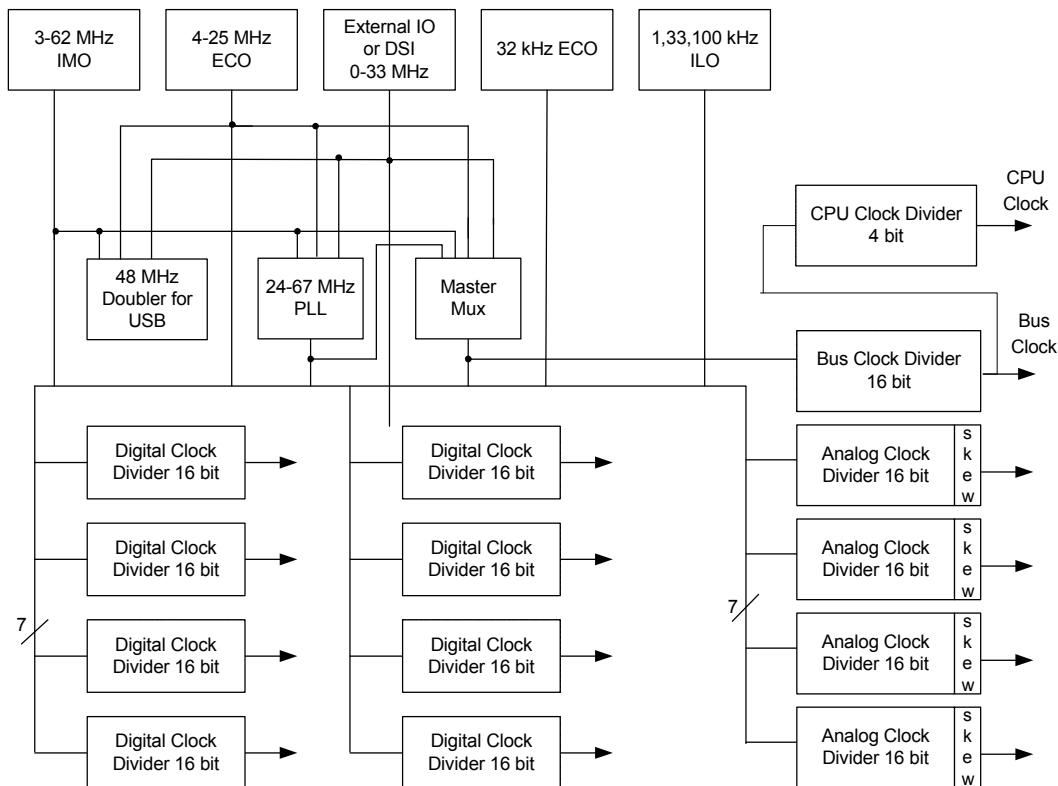 3-62 MHz
IMO
4-25 MHz
ECO
External IO
or DSI
0-33 MHz
32 kHz ECO
1,33,100 kHz
ILO
CPU
Clock
CPU Clock Divider
4 bit
48 MHz
Doubler for
USB
24-67 MHz
PLL
Master
Mux
Bus
Clock
Bus Clock Divider
16 bit
Digital Clock
Divider 16 bit
Digital Clock
Divider 16 bit
Analog Clock
Divider 16 bit
s
k
e
w
Digital Clock
Divider 16 bit
Digital Clock
Divider 16 bit
Analog Clock
Divider 16 bit
s
k
e
w
7
7
Digital Clock
Divider 16 bit
Digital Clock
Divider 16 bit
Analog Clock
Divider 16 bit
s
k
e
w
Digital Clock
Divider 16 bit
Digital Clock
Divider 16 bit
Analog Clock
Divider 16 bit
s
k
e
w